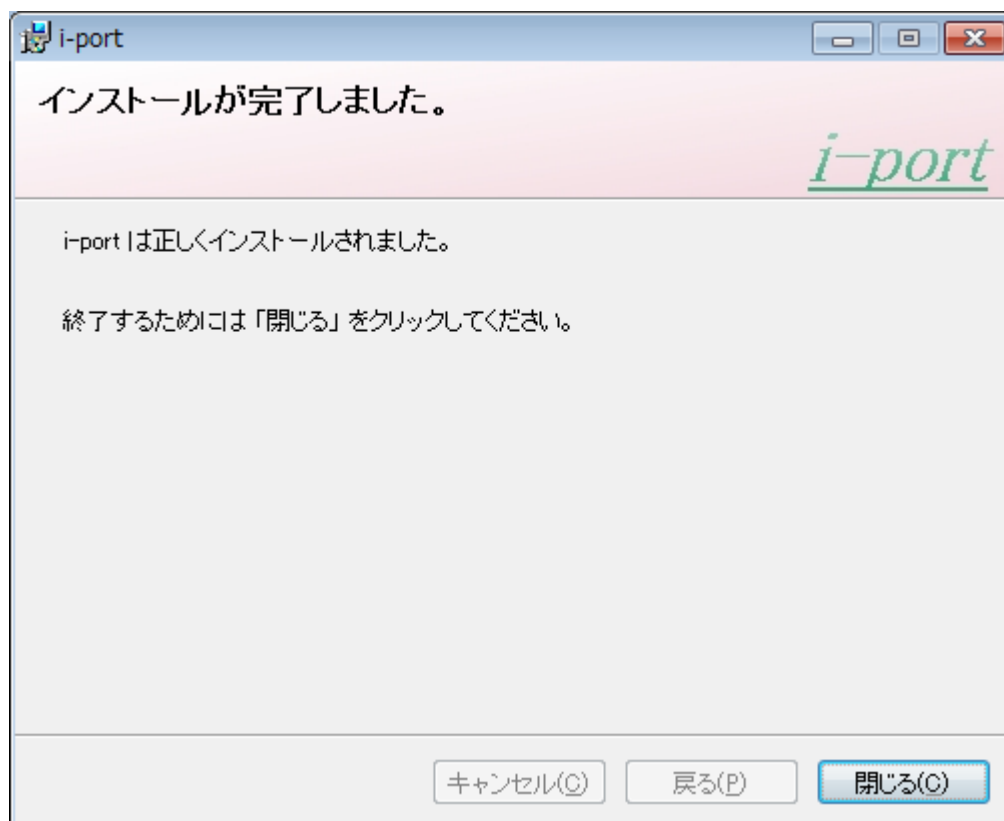 i-port
インストールが完了しました。
i-port
i-port は正しくインストールされました。
終了するためには「閉じる」をクリックしてください。
キャンセル(C) 戻る(P) 閉じる(C)